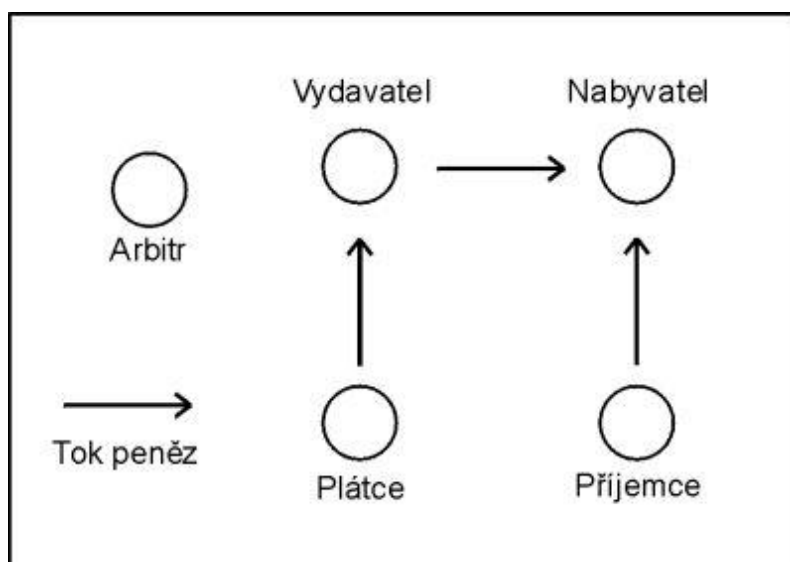 Vydavatel
Nabyvatel
Arbitr
Tok peněz
Plátce
Příjemce